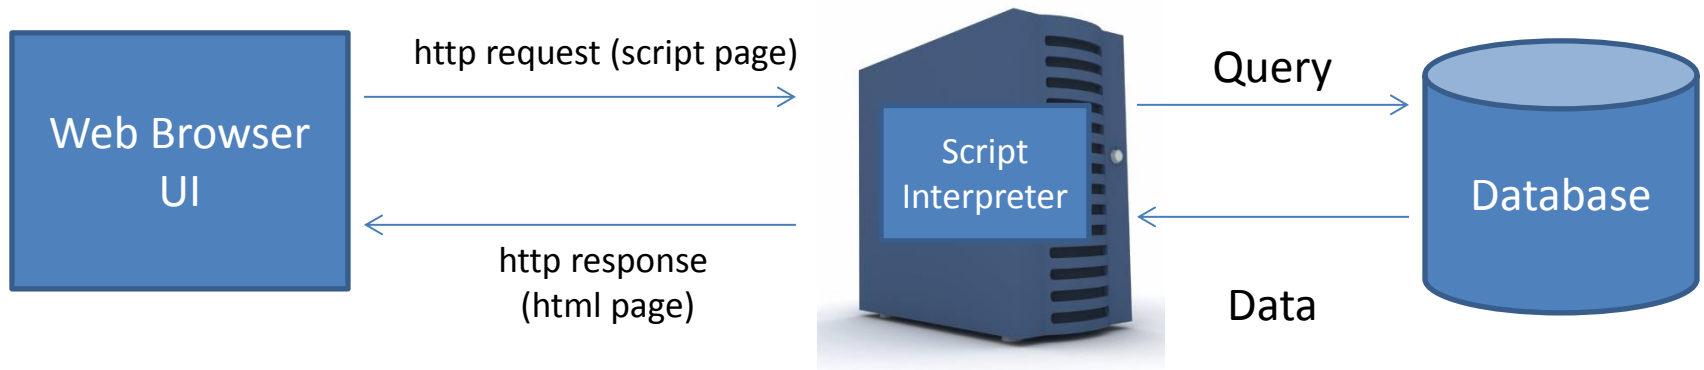 Web Browser
UI
http request (script page)
http response
(html page)
Script
Interpreter
Query
Data
Database